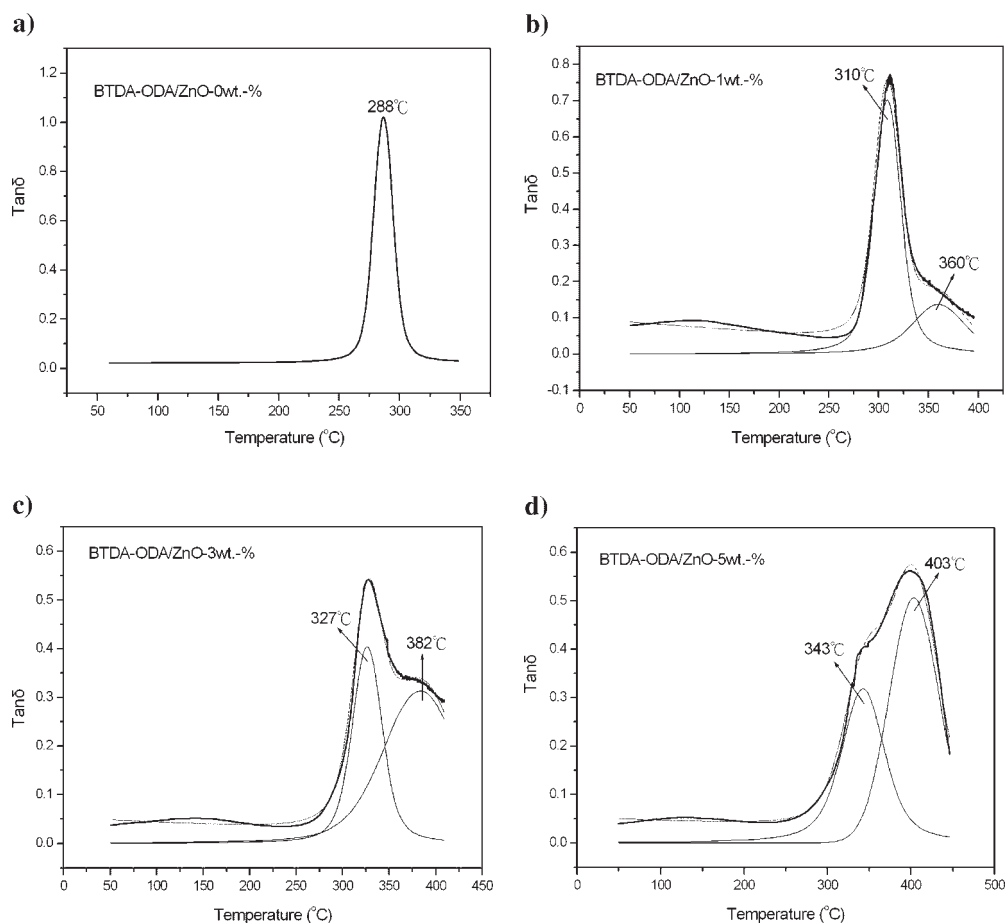 a)
BTDA-ODA/ZnO-0wt.-%
288℃
1.2
1.0
0.8
0.6
0.4
0.2
0.0
Tanδ
50 100 150 200 250 300 350
Temperature (°C)
b)
BTDA-ODA/ZnO-1wt.-%
310℃
360℃
0.8
0.7
0.6
0.5
0.4
0.3
0.2
0.1
0.0
-0.1
Tanδ
0 50 100 150 200 250 300 350 400
Temperature (°C)
c)
BTDA-ODA/ZnO-3wt.-%
327℃
382℃
0.6
0.5
0.4
0.3
0.2
0.1
0.0
Tanδ
0 50 100 150 200 250 300 350 400 450
Temperature (°C)
d)
BTDA-ODA/ZnO-5wt.-%
403℃
343℃
0.6
0.5
0.4
0.3
0.2
0.1
0.0
Tanδ
0 100 200 300 400 500
Temperature (°C)